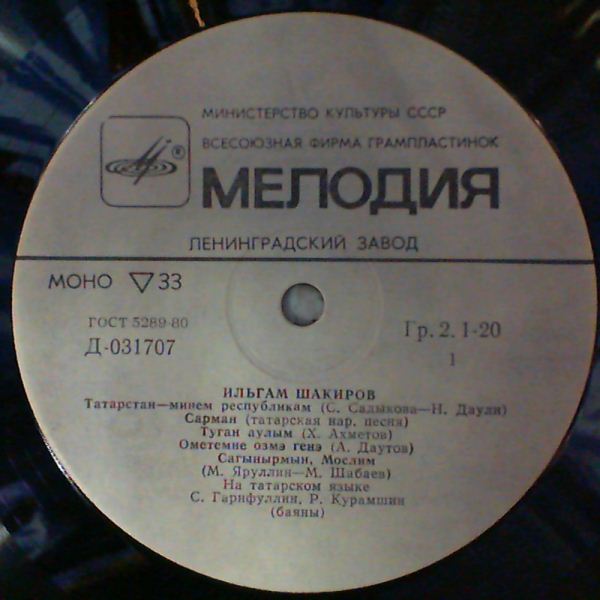 МИНИСТЕРСТВО КУЛЬТУРЫ СССР
ВСЕСОЮЗНАЯ ФИРМА ГРАМПЛАСТИНОК
®
МЕЛОДИЯ
ЛЕНИНГРАДСКИЙ ЗАВОД
МОНО ▽33
ГОСТ 5289-80
Д-031707
Гр. 2. 1-20
1
ИЛЬГАМ ШАКИРОВ
Татарстан—минем республикам (С. Садыкова—Н. Даули)
Сарман (татарская нар. песня)
Туган аулым (Х. Ахметов)
Ометемне озмэ генэ (А. Даутов)
Сагынырмын, Мослим
(М. Яруллин—М. Шабаев)
На татарском языке
С. Гарифуллин, Р. Курамшин
(баяны)